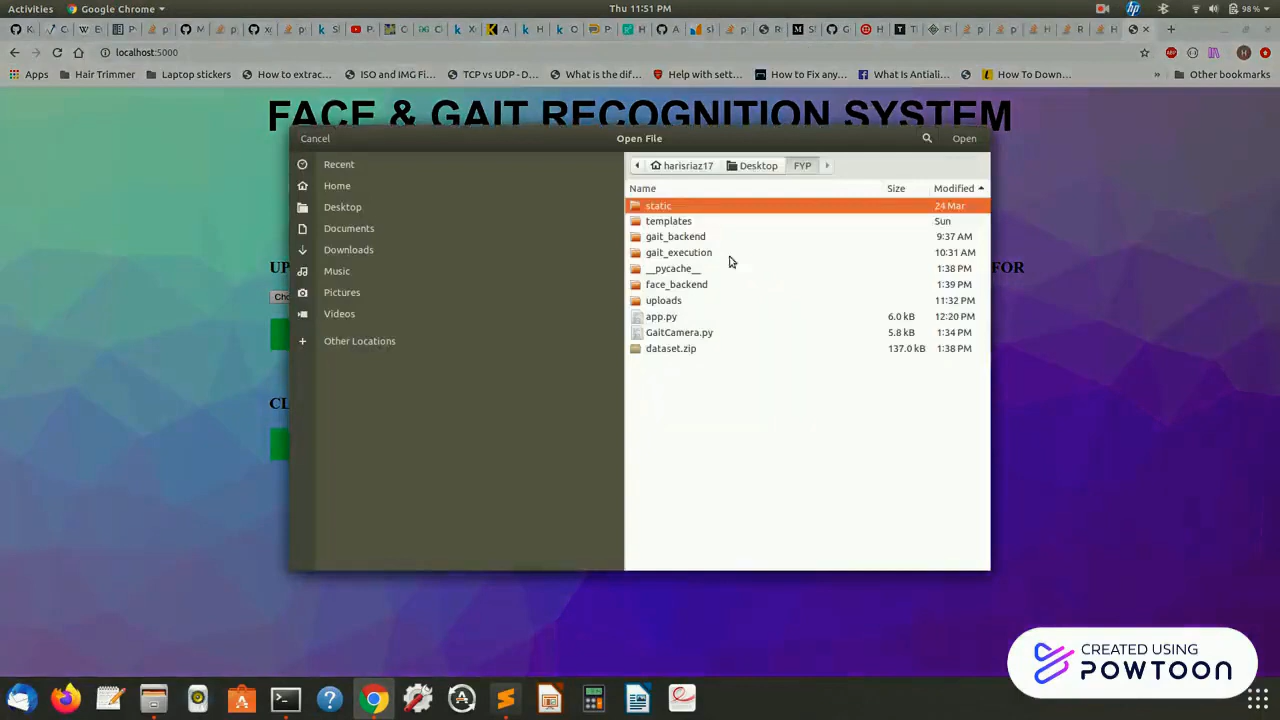 Activities Google Chrome Thu 11:51 PM 98%
localhost:5000
Apps Hair Trimmer Laptop stickers How to extrac... ISO and IMG Fi... TCP vs UDP - D... What is the dif... Help with sett... How to Fix any... What Is Antiali... How To Down... » Other bookmarks
FACE & GAIT RECOGNITION SYSTEM
Cancel Open File Open
Recent
Home
Desktop
Documents
Downloads
Music
Pictures
Videos
Other Locations
harisriaz17 Desktop FYP
Name Size Modified
static 24 Mar
templates Sun
gait_backend 9:37 AM
gait_execution 10:31 AM
__pycache__ 1:38 PM
face_backend 1:39 PM
uploads 11:32 PM
app.py 6.0 kB 12:20 PM
GaitCamera.py 5.8 kB 1:34 PM
dataset.zip 137.0 kB 1:38 PM
UP
FOR
Cho
CL
CREATED USING
POWTOON